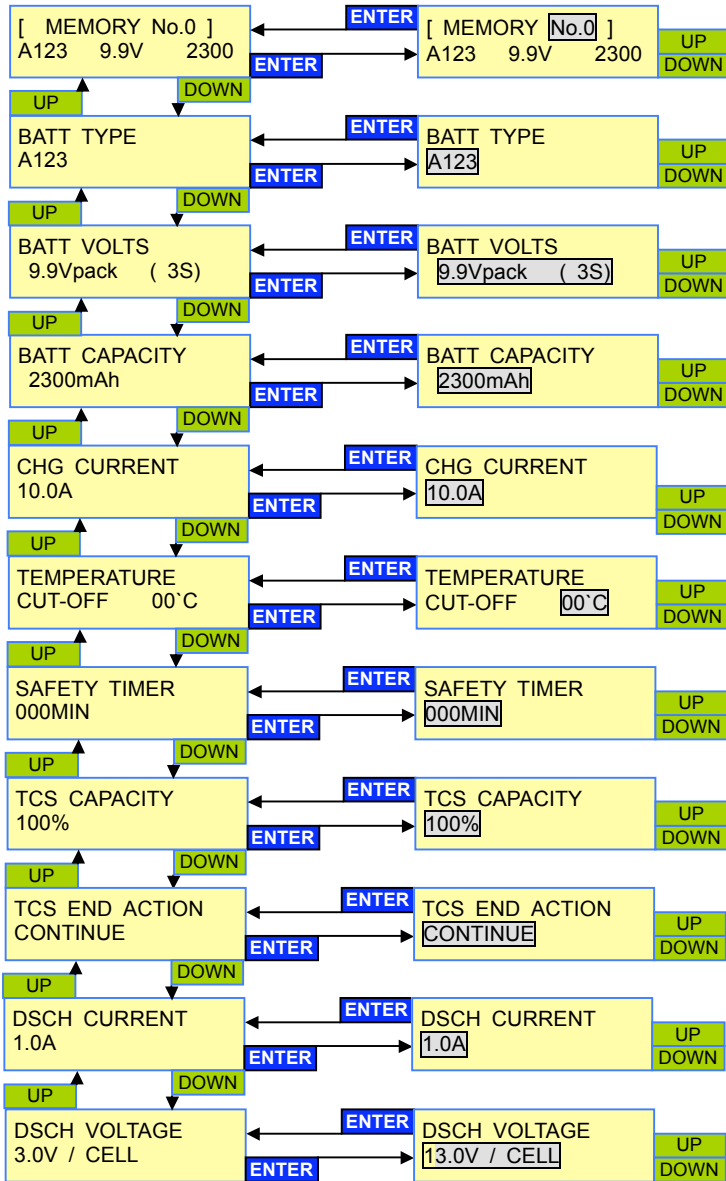 ENTER
[ MEMORY No.0 ] [ MEMORY No.0 ]
A123 9.9V 2300 A123 9.9V 2300
UP
ENTER DOWN
UP DOWN
ENTER
BATT TYPE BATT TYPE
A123 A123
UP
ENTER DOWN
UP DOWN
ENTER
BATT VOLTS BATT VOLTS
9.9Vpack ( 3S) 9.9Vpack ( 3S)
UP
ENTER DOWN
UP DOWN
ENTER
BATT CAPACITY BATT CAPACITY
2300mAh 2300mAh
UP
ENTER DOWN
UP DOWN
ENTER
CHG CURRENT CHG CURRENT
10.0A 10.0A
UP
ENTER DOWN
UP DOWN
ENTER
TEMPERATURE TEMPERATURE
CUT-OFF 00`C CUT-OFF 00`C
UP
ENTER DOWN
UP DOWN
ENTER
SAFETY TIMER SAFETY TIMER
000MIN 000MIN
UP
ENTER DOWN
UP DOWN
ENTER
TCS CAPACITY TCS CAPACITY
100% 100%
UP
ENTER DOWN
UP DOWN
ENTER
TCS END ACTION TCS END ACTION
CONTINUE CONTINUE
UP
ENTER DOWN
UP DOWN
ENTER
DSCH CURRENT DSCH CURRENT
1.0A 1.0A
UP
ENTER DOWN
UP DOWN
ENTER
DSCH VOLTAGE DSCH VOLTAGE
3.0V / CELL 13.0V / CELL
UP
ENTER DOWN